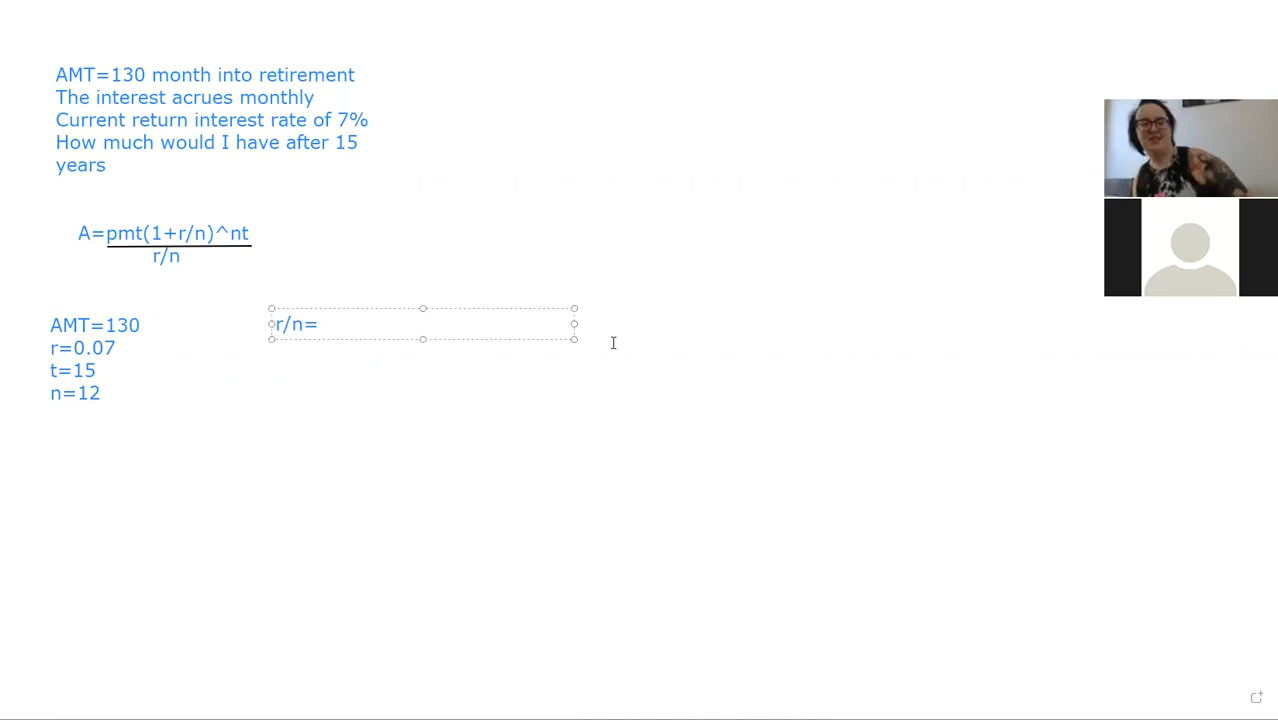 AMT=130 month into retirement
The interest acrues monthly
Current return interest rate of 7%
How much would I have after 15
years
A=pmt(1+r/n)^nt
r/n
AMT=130
r=0.07
t=15
n=12
r/n=